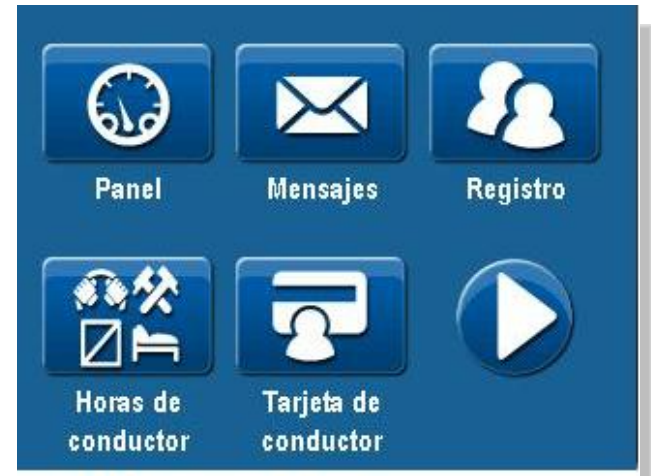 Panel
Mensajes
Registro
Horas de
conductor
Tarjeta de
conductor